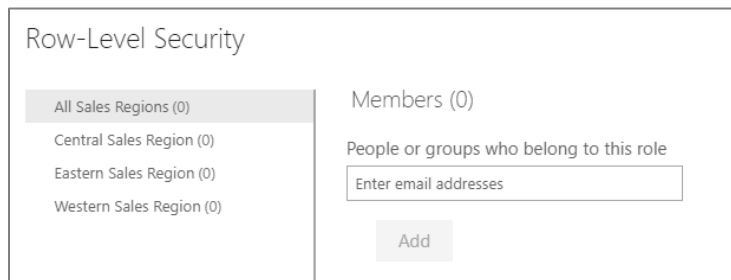 Row-Level Security
All Sales Regions (0)
Central Sales Region (0)
Eastern Sales Region (0)
Western Sales Region (0)
Members (0)
People or groups who belong to this role
Enter email addresses
Add